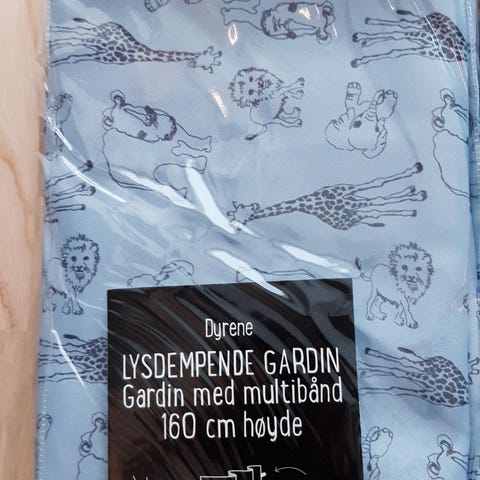 Dyrene
LYSDEMPENDE GARDIN
Gardin med multibånd
160 cm høyde